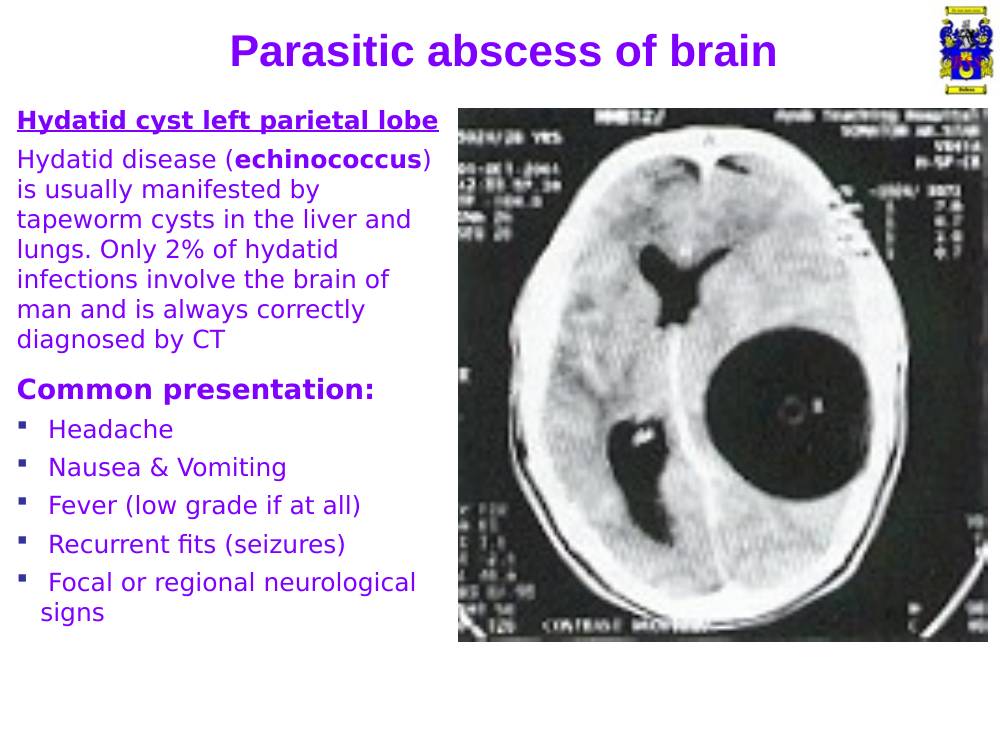 Parasitic abscess of brain
Hydatid cyst left parietal lobe
Hydatid disease (echinococcus)
is usually manifested by
tapeworm cysts in the liver and
lungs. Only 2% of hydatid
infections involve the brain of
man and is always correctly
diagnosed by CT
Common presentation:
▪ Headache
▪ Nausea & Vomiting
▪ Fever (low grade if at all)
▪ Recurrent fits (seizures)
▪ Focal or regional neurological
signs
Teaching Hospital
A
120
CONTRAST